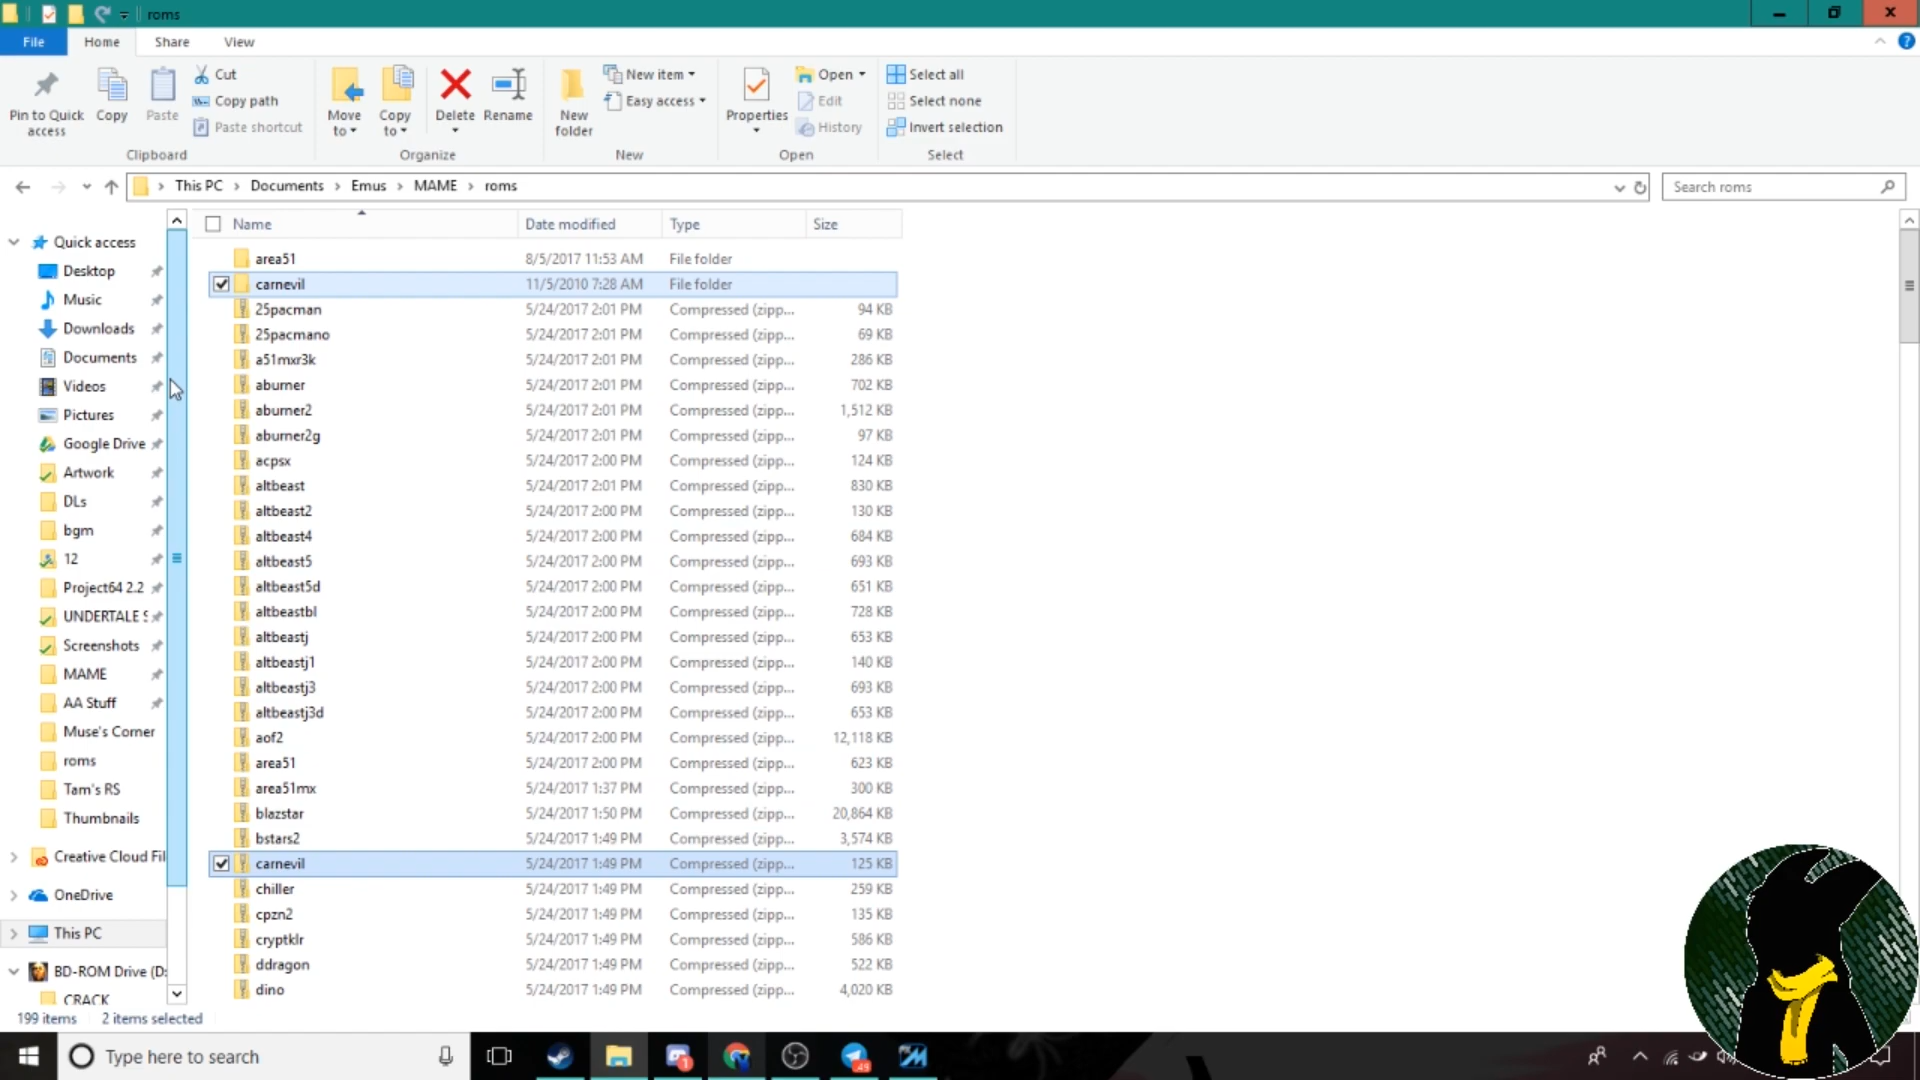 roms
File Home Share View
Pin to Quick access
Copy
Paste
Cut
Copy path
Paste shortcut
Clipboard
Move to
Copy to
Delete
Rename
Organize
New folder
New item
Easy access
New
Properties
Open
Edit
History
Open
Select all
Select none
Invert selection
Select
This PC > Documents > Emus > MAME > roms
Search roms
Quick access
Desktop
Music
Downloads
Documents
Videos
Pictures
Google Drive
Artwork
DLs
bgm
12
Project64 2.2
UNDERTALE S
Screenshots
MAME
AA Stuff
Muse's Corner
roms
Tam's RS
Thumbnails
Creative Cloud Fil
OneDrive
This PC
BD-ROM Drive (D:
CRACK
Name Date modified Type Size
area51 8/5/2017 11:53 AM File folder
carnevil 11/5/2010 7:28 AM File folder
25pacman 5/24/2017 2:01 PM Compressed (zipp... 94 KB
25pacmano 5/24/2017 2:01 PM Compressed (zipp... 69 KB
a51mxr3k 5/24/2017 2:01 PM Compressed (zipp... 286 KB
aburner 5/24/2017 2:01 PM Compressed (zipp... 702 KB
aburner2 5/24/2017 2:01 PM Compressed (zipp... 1,512 KB
aburner2g 5/24/2017 2:01 PM Compressed (zipp... 97 KB
acpsx 5/24/2017 2:00 PM Compressed (zipp... 124 KB
altbeast 5/24/2017 2:01 PM Compressed (zipp... 830 KB
altbeast2 5/24/2017 2:00 PM Compressed (zipp... 130 KB
altbeast4 5/24/2017 2:00 PM Compressed (zipp... 684 KB
altbeast5 5/24/2017 2:00 PM Compressed (zipp... 693 KB
altbeast5d 5/24/2017 2:00 PM Compressed (zipp... 651 KB
altbeastbl 5/24/2017 2:00 PM Compressed (zipp... 728 KB
altbeastj 5/24/2017 2:00 PM Compressed (zipp... 653 KB
altbeastj1 5/24/2017 2:00 PM Compressed (zipp... 140 KB
altbeastj3 5/24/2017 2:00 PM Compressed (zipp... 693 KB
altbeastj3d 5/24/2017 2:00 PM Compressed (zipp... 653 KB
aof2 5/24/2017 2:00 PM Compressed (zipp... 12,118 KB
area51 5/24/2017 2:00 PM Compressed (zipp... 623 KB
area51mx 5/24/2017 1:37 PM Compressed (zipp... 300 KB
blazstar 5/24/2017 1:50 PM Compressed (zipp... 20,864 KB
bstars2 5/24/2017 1:49 PM Compressed (zipp... 3,574 KB
carnevil 5/24/2017 1:49 PM Compressed (zipp... 125 KB
chiller 5/24/2017 1:49 PM Compressed (zipp... 259 KB
cpzn2 5/24/2017 1:49 PM Compressed (zipp... 135 KB
cryptklr 5/24/2017 1:49 PM Compressed (zipp... 586 KB
ddragon 5/24/2017 1:49 PM Compressed (zipp... 522 KB
dino 5/24/2017 1:49 PM Compressed (zipp... 4,020 KB
199 items 2 items selected
Type here to search